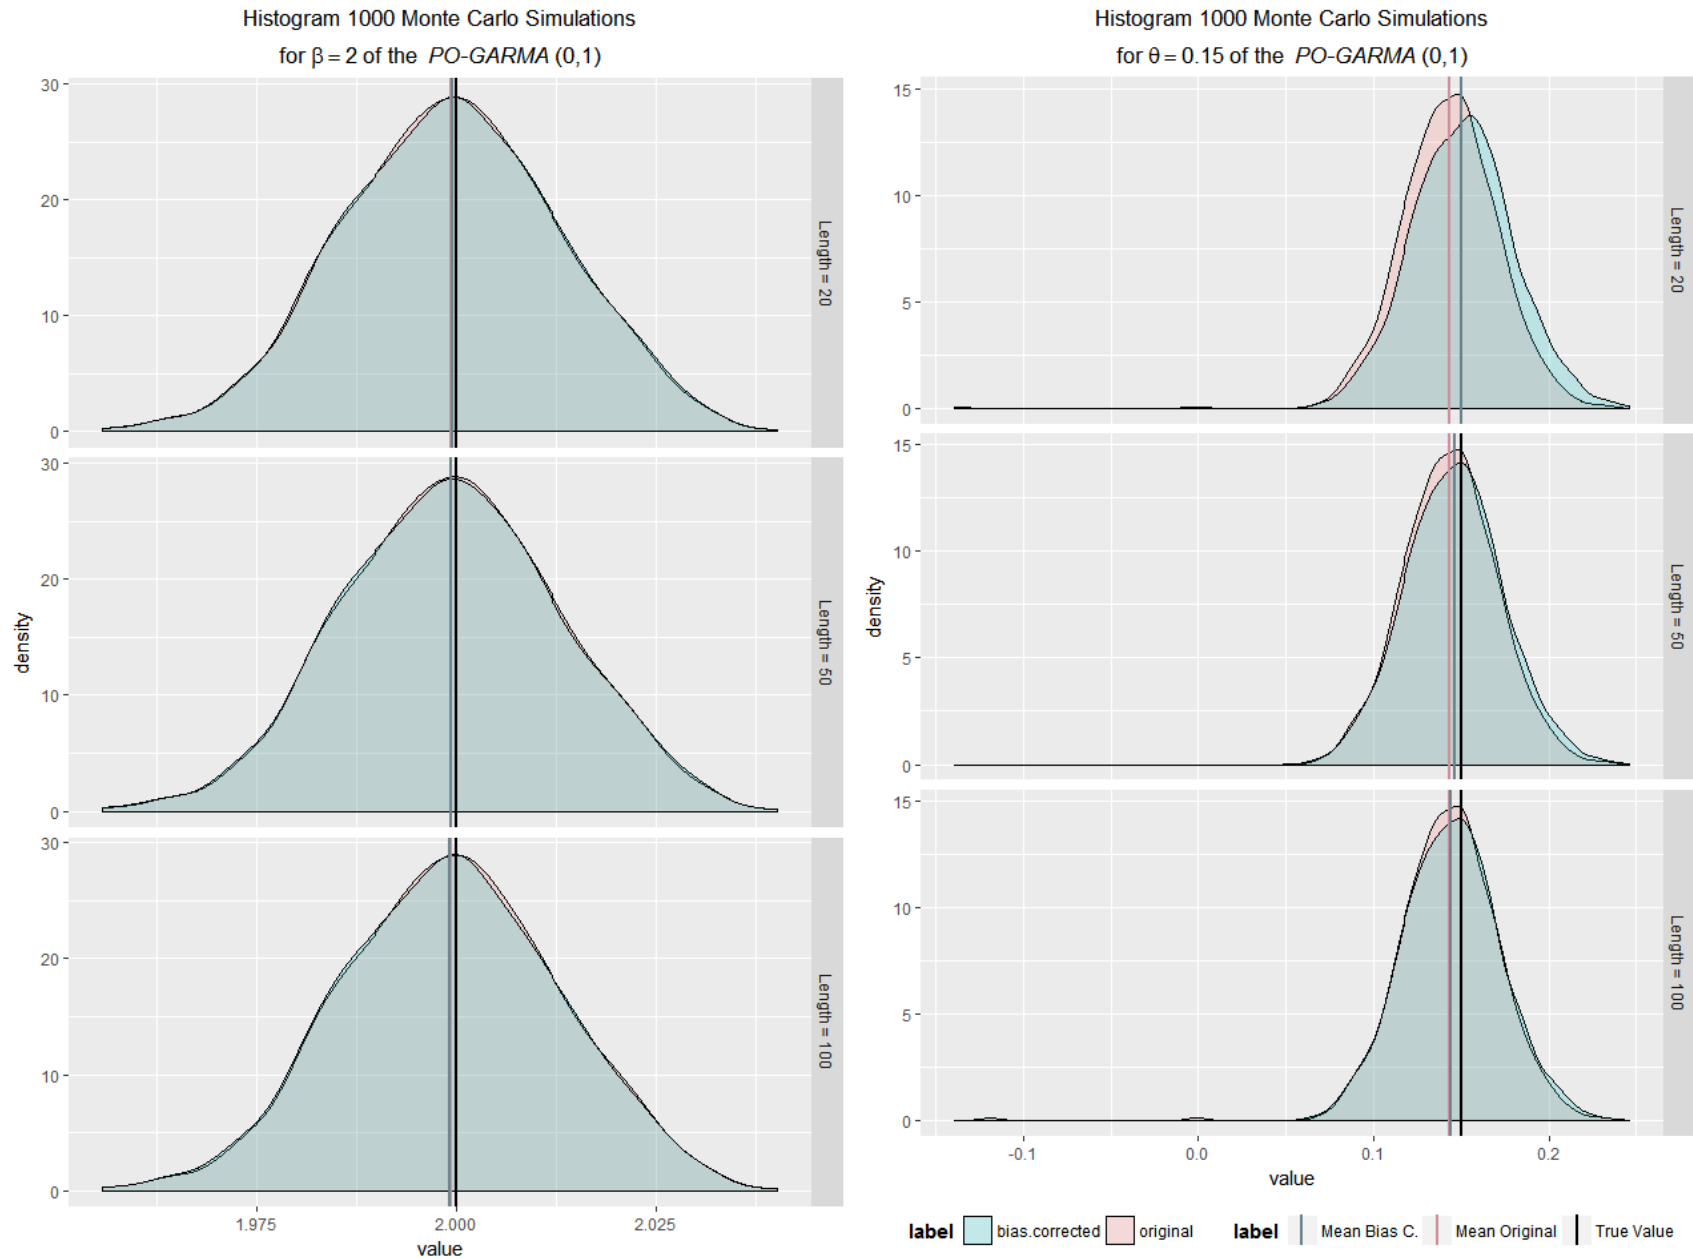 Histogram 1000 Monte Carlo Simulations
for β = 2 of the PO-GARMA (0,1)
30
20
10
0
Length = 20
30
20
10
0
Length = 50
30
20
10
0
Length = 100
density
1.975
2.000
2.025
value
Histogram 1000 Monte Carlo Simulations
for θ = 0.15 of the PO-GARMA (0,1)
15
10
5
0
Length = 20
15
10
5
0
Length = 50
15
10
5
0
Length = 100
density
-0.1
0.0
0.1
0.2
value
label bias.corrected original label Mean Bias C. Mean Original True Value